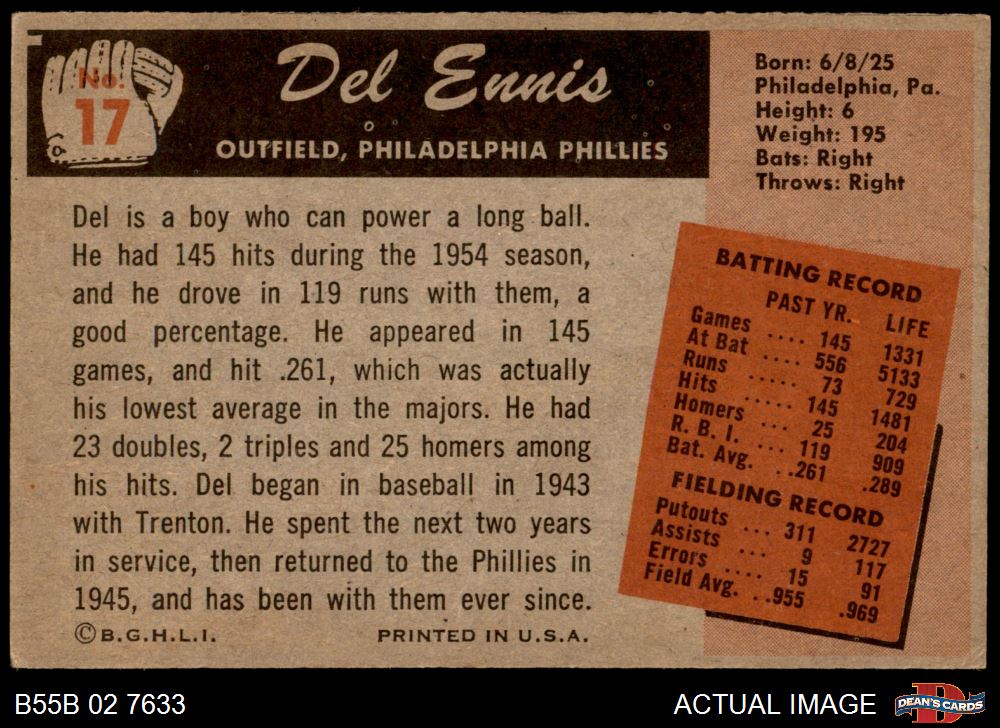 No.
17
Del Ennis
OUTFIELD, PHILADELPHIA PHILLIES
Born: 6/8/25
Philadelphia, Pa.
Height: 6
Weight: 195
Bats: Right
Throws: Right
Del is a boy who can power a long ball.
He had 145 hits during the 1954 season,
and he drove in 119 runs with them, a
good percentage. He appeared in 145
games, and hit .261, which was actually
his lowest average in the majors. He had
23 doubles, 2 triples and 25 homers among
his hits. Del began in baseball in 1943
with Trenton. He spent the next two years
in service, then returned to the Phillies in
1945, and has been with them ever since.
©B.G.H.L.I. PRINTED IN U.S.A.
BATTING RECORD
PAST YR. LIFE
Games .... 145 1331
At Bat .... 556 5133
Runs ..... 73 729
Hits ..... 145 1481
Homers ... 25 204
R. B. I. ... 119 909
Bat. Avg. ..261 .289
FIELDING RECORD
Putouts ... 311 2727
Assists ... 9 117
Errors .... 15 91
Field Avg. ..955 .969
B55B 02 7633
ACTUAL IMAGE
DEAN'S CARDS